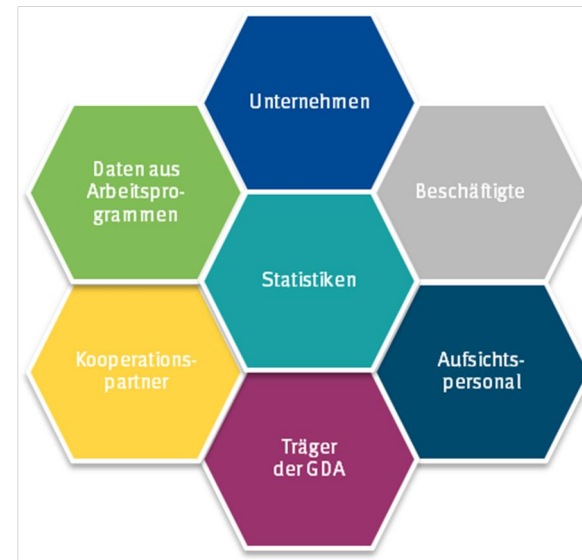 Unternehmen
Daten aus
Arbeitspro-
grammen
Beschäftigte
Statistiken
Kooperations-
partner
Aufsichts-
personal
Träger
der GDA